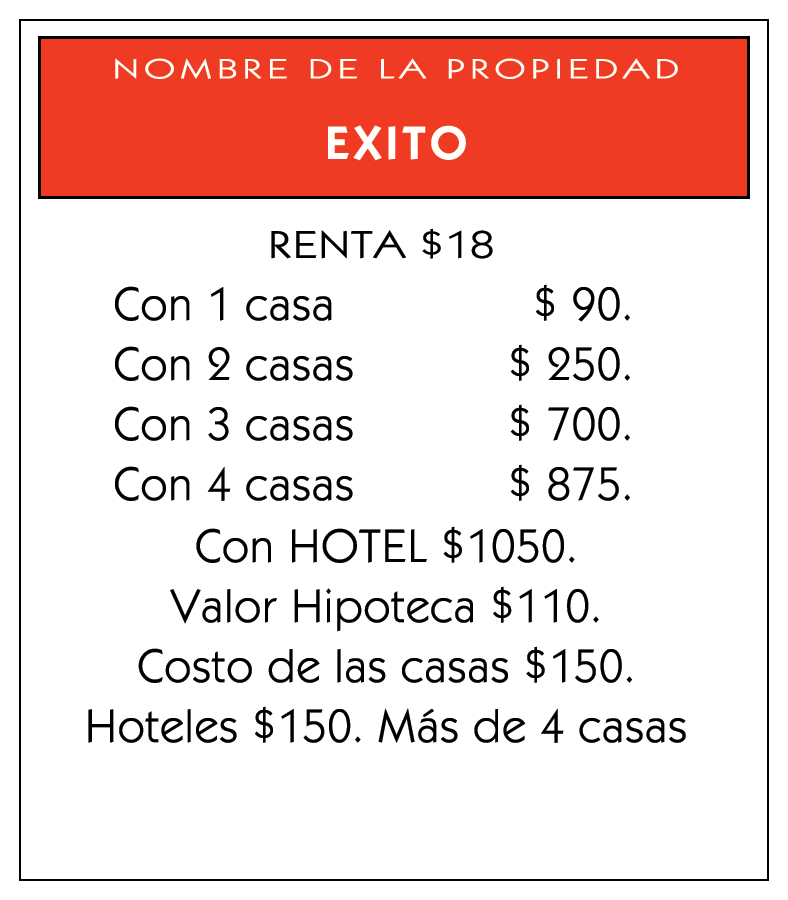 NOMBRE DE LA PROPIEDAD
EXITO
RENTA $18
Con 1 casa $ 90.
Con 2 casas $ 250.
Con 3 casas $ 700.
Con 4 casas $ 875.
Con HOTEL $1050.
Valor Hipoteca $110.
Costo de las casas $150.
Hoteles $150. Más de 4 casas